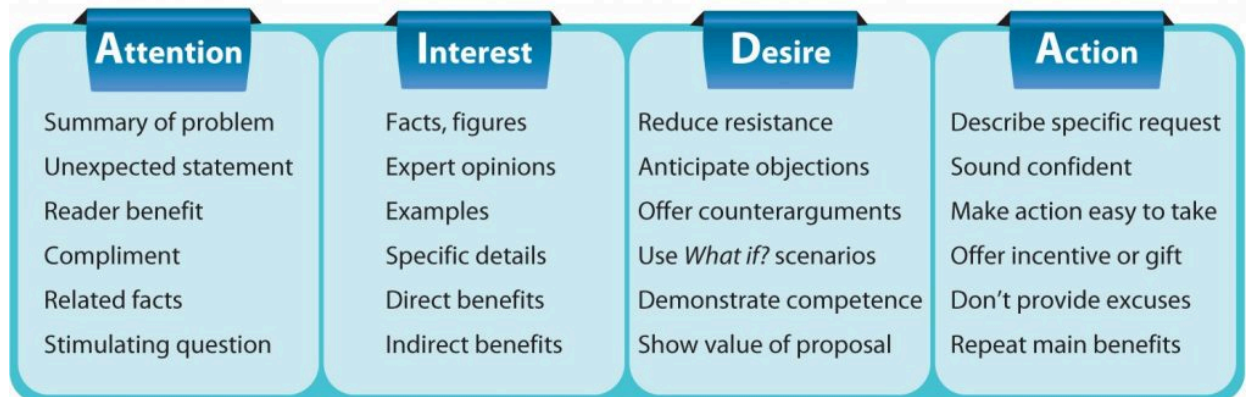 Attention
Summary of problem
Unexpected statement
Reader benefit
Compliment
Related facts
Stimulating question
Interest
Facts, figures
Expert opinions
Examples
Specific details
Direct benefits
Indirect benefits
Desire
Reduce resistance
Anticipate objections
Offer counterarguments
Use What if? scenarios
Demonstrate competence
Show value of proposal
Action
Describe specific request
Sound confident
Make action easy to take
Offer incentive or gift
Don’t provide excuses
Repeat main benefits